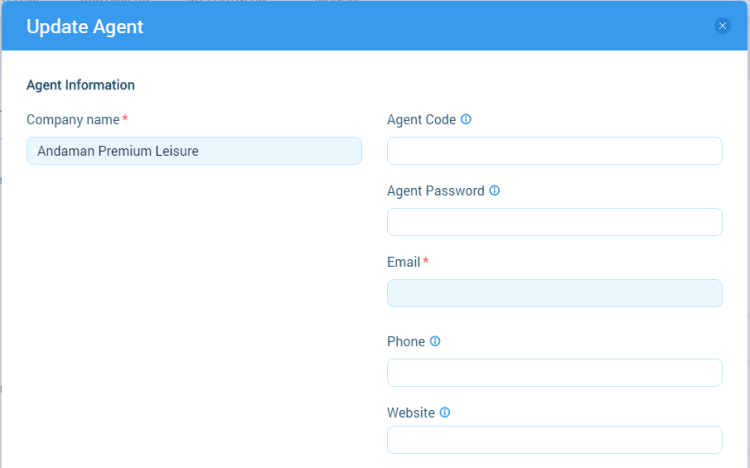 Update Agent
Agent Information
Company name *
Andaman Premium Leisure
Agent Code
Agent Password
Email *
Phone
Website